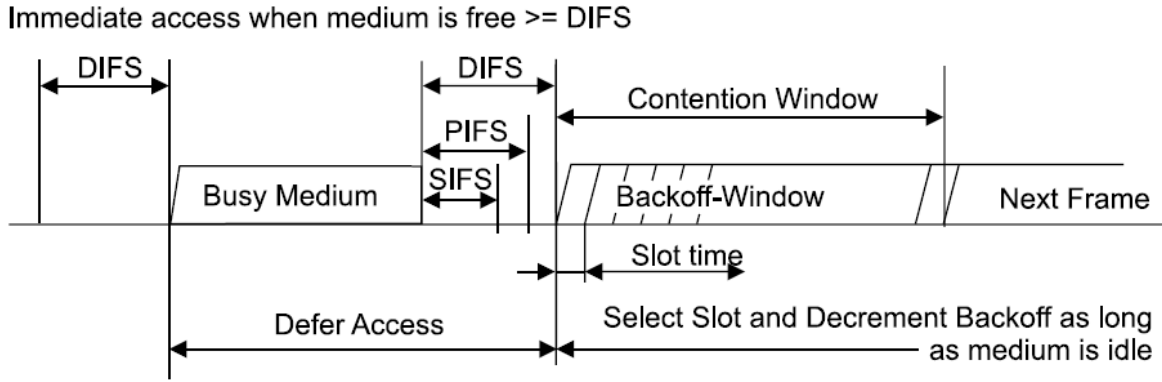 Immediate access when medium is free >= DIFS
DIFS
DIFS
Contention Window
PIFS
SIFS
Busy Medium
Backoff-Window
Next Frame
Slot time
Defer Access
Select Slot and Decrement Backoff as long
as medium is idle